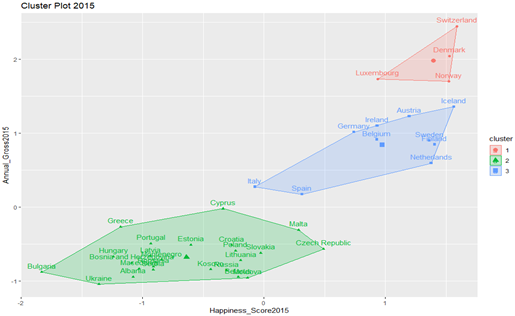 Cluster Plot 2015
Switzerland
Denmark
Luxembourg
Norway
Iceland
Austria
Ireland
Germany
Belgium
Sweden
Netherlands
Italy
Spain
Cyprus
Greece
Malta
Portugal
Estonia
Croatia
Poland
Czech Republic
Hungary
Latvia
Slovakia
Bosnia and Her
Lithuania
Bulgaria
Kosovo
Russia
Albania
Ukraine
2
1
0
-1
-2
-1
0
1
Annual_Gross2015
Happiness_Score2015
cluster
1
2
3